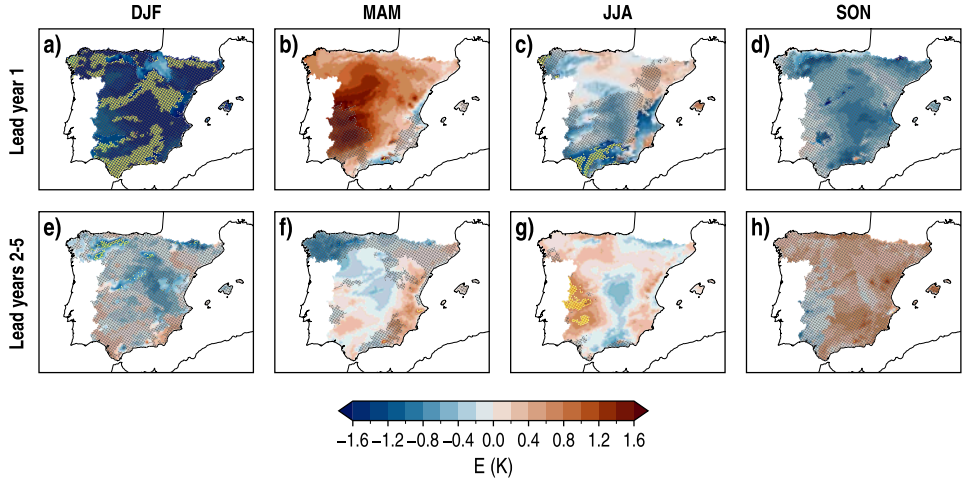 DJF MAM JJA SON
Lead year 1
a) b) c) d)
Lead years 2-5
e) f) g) h)
−1.6 −1.2 −0.8 −0.4 0.0 0.4 0.8 1.2 1.6
E (K)